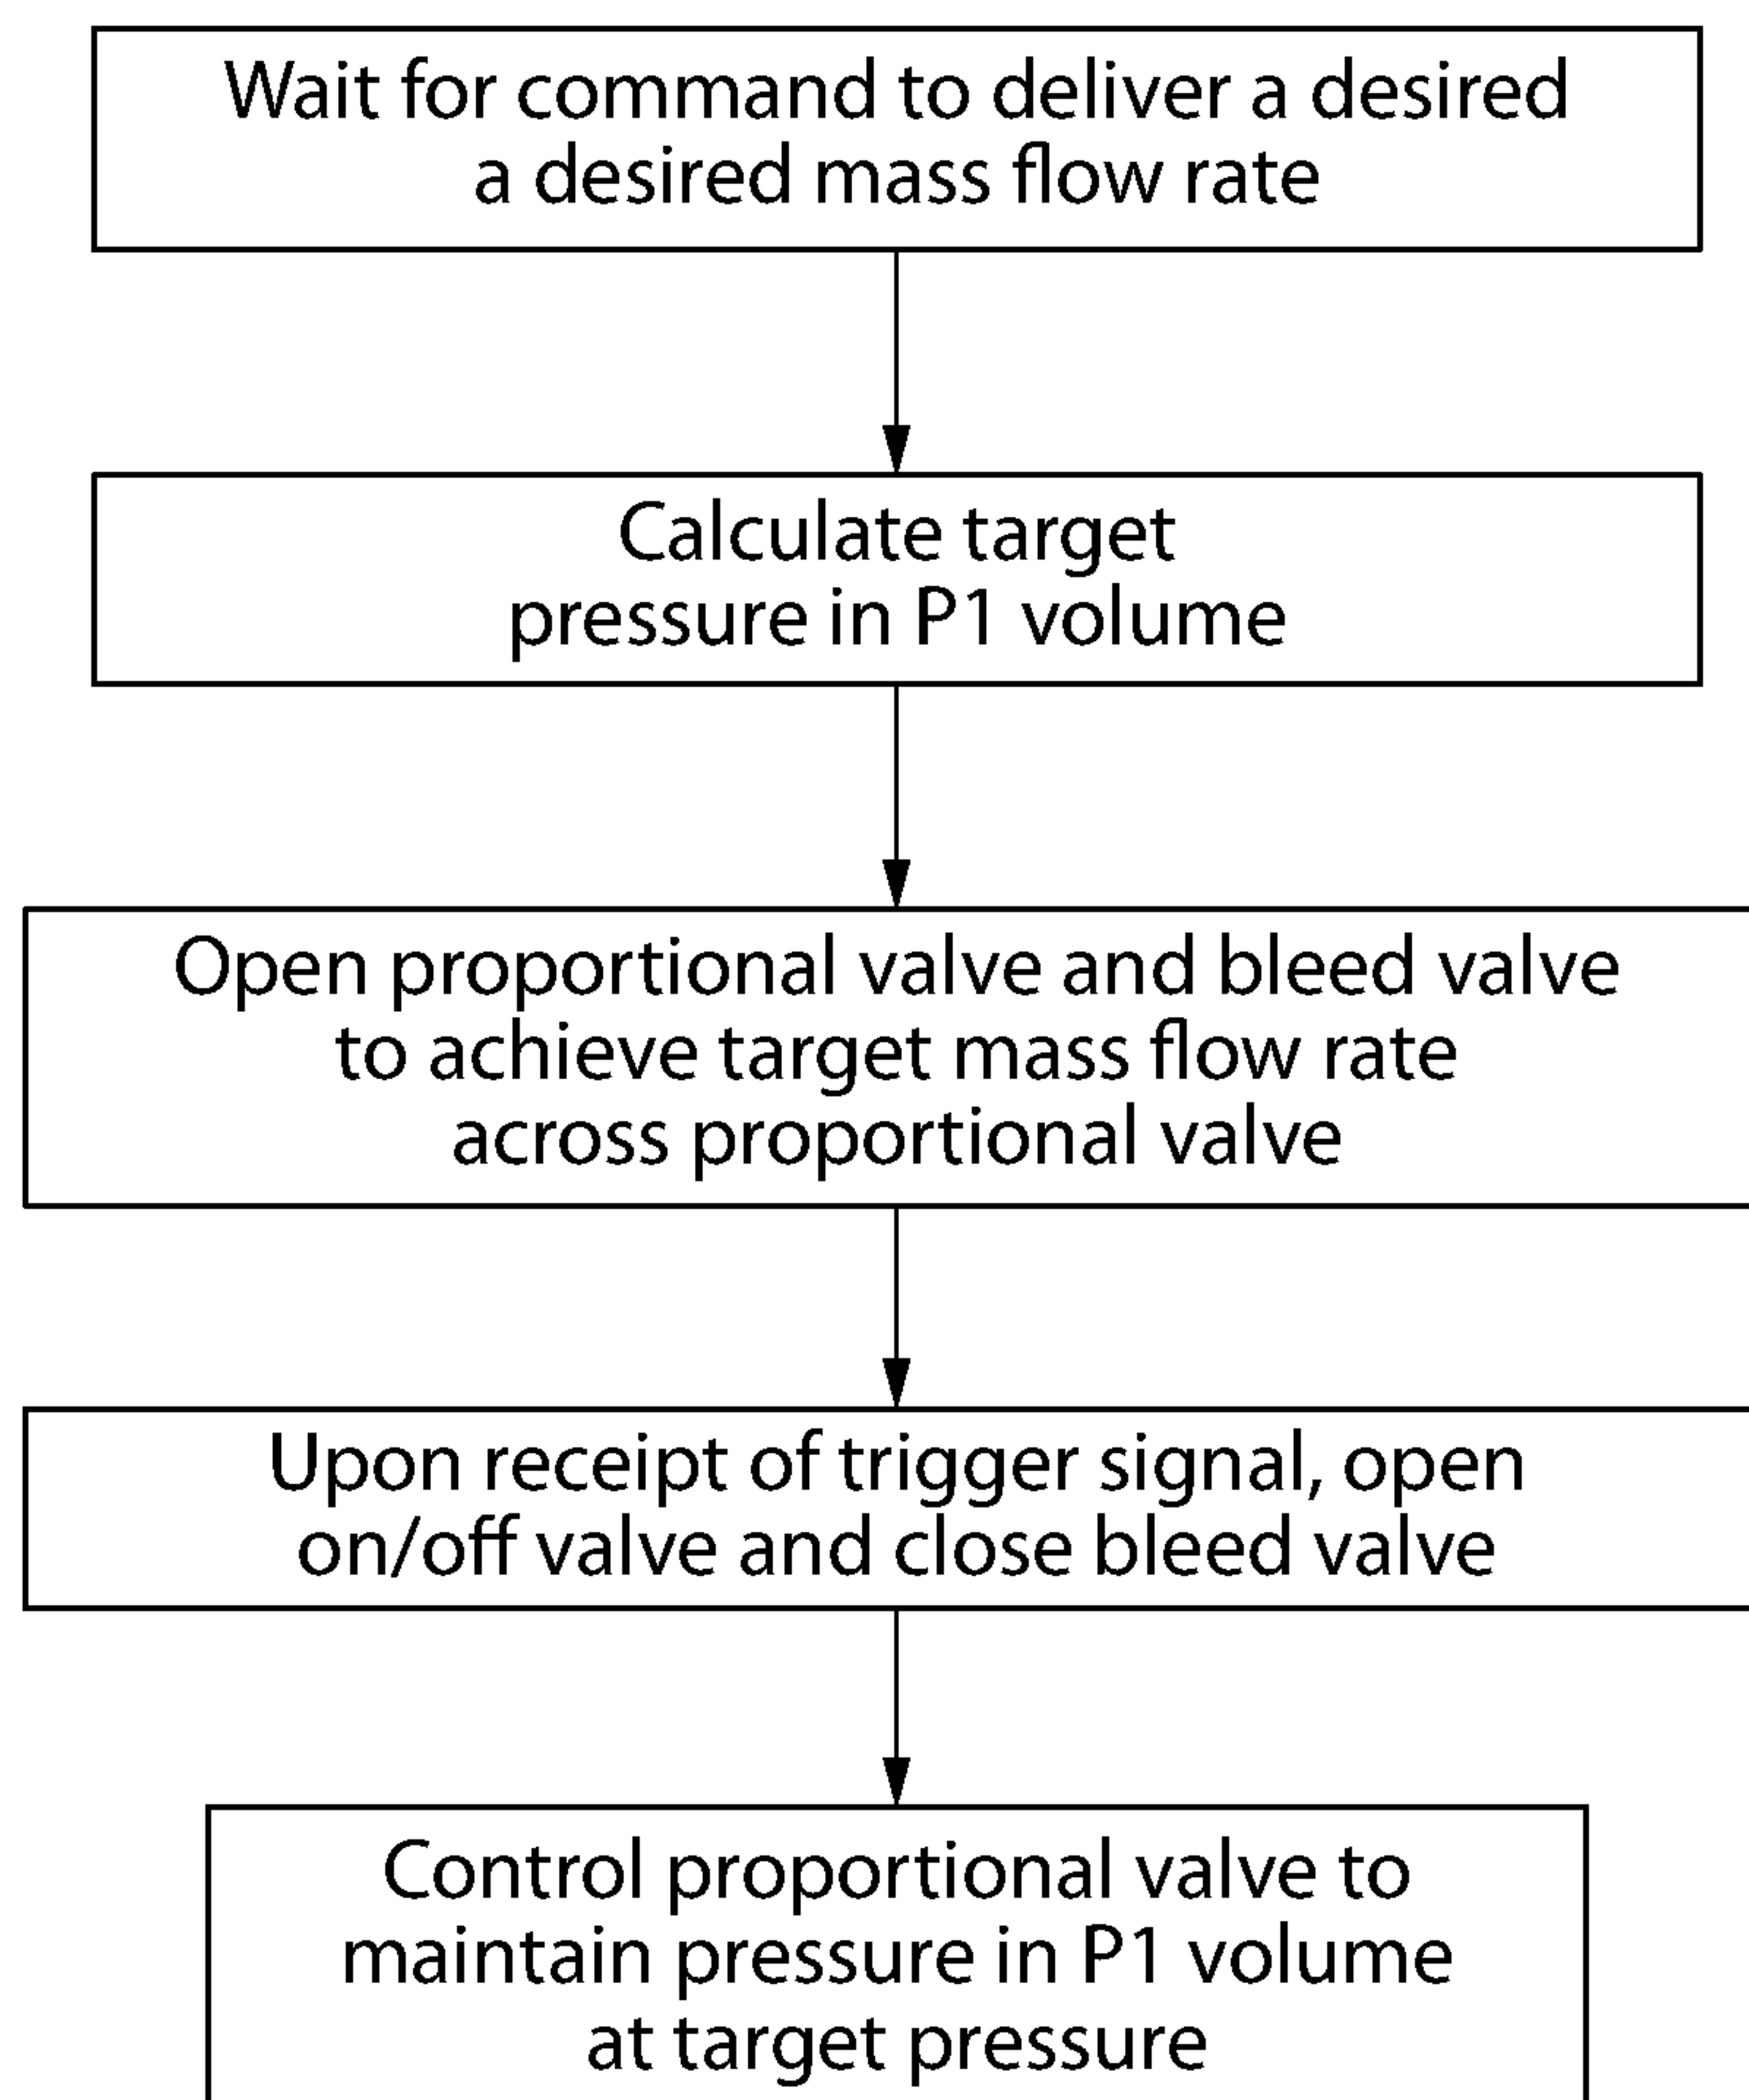 Wait for command to deliver a desired
a desired mass flow rate
Calculate target
pressure in P1 volume
Open proportional valve and bleed valve
to achieve target mass flow rate
across proportional valve
Upon receipt of trigger signal, open
on/off valve and close bleed valve
Control proportional valve to
maintain pressure in P1 volume
at target pressure